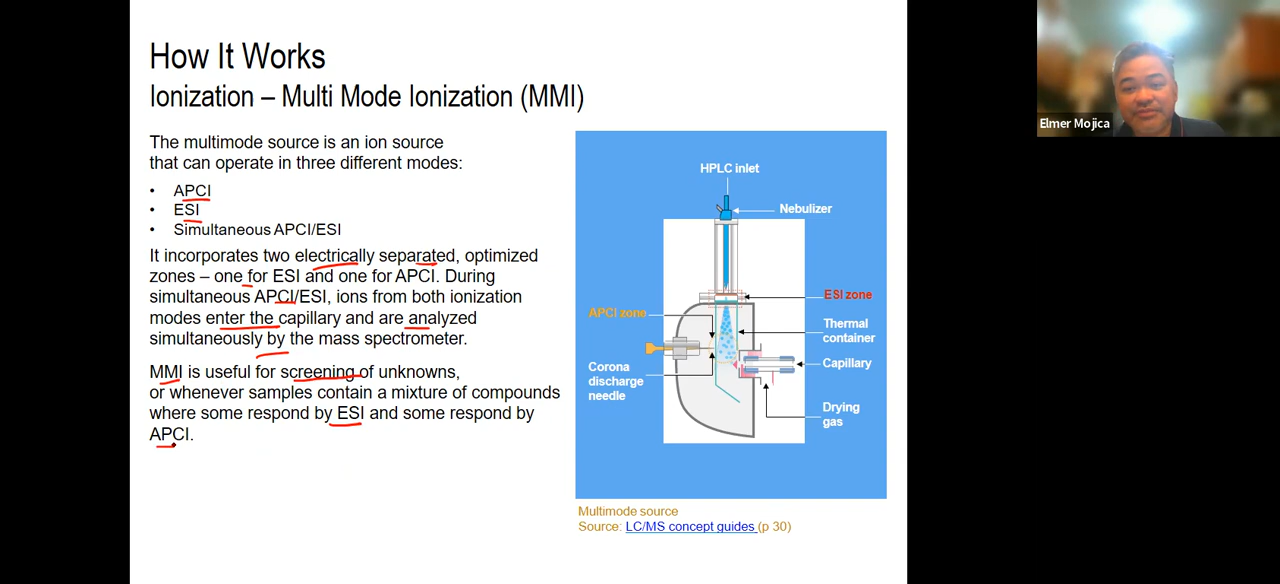 How It Works
Ionization – Multi Mode Ionization (MMI)
The multimode source is an ion source
that can operate in three different modes:
• APCI
• ESI
• Simultaneous APCI/ESI
It incorporates two electrically separated, optimized
zones – one for ESI and one for APCI. During
simultaneous APCI/ESI, ions from both ionization
modes enter the capillary and are analyzed
simultaneously by the mass spectrometer.
MMI is useful for screening of unknowns,
or whenever samples contain a mixture of compounds
where some respond by ESI and some respond by
APCI.
HPLC inlet
Nebulizer
ESI zone
APCI zone
Thermal
container
Capillary
Corona
discharge
needle
Drying
gas
Multimode source
Source: LC/MS concept guides (p 30)
Elmer Mojica